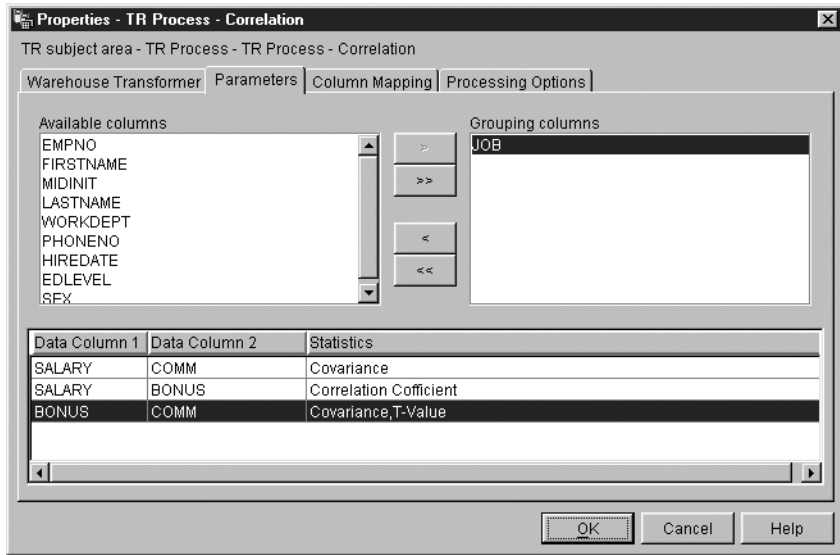 Properties - TR Process - Correlation
TR subject area - TR Process - TR Process - Correlation
Warehouse Transformer Parameters Column Mapping Processing Options
Available columns
EMPNO
FIRSTNAME
MIDINIT
LASTNAME
WORKDEPT
PHONENO
HIREDATE
EDLEVEL
SEX
>
>>
<
<<
Grouping columns
JOB
Data Column 1 Data Column 2 Statistics
SALARY COMM Covariance
SALARY BONUS Correlation Cofficient
BONUS COMM Covariance,T-Value
OK Cancel Help